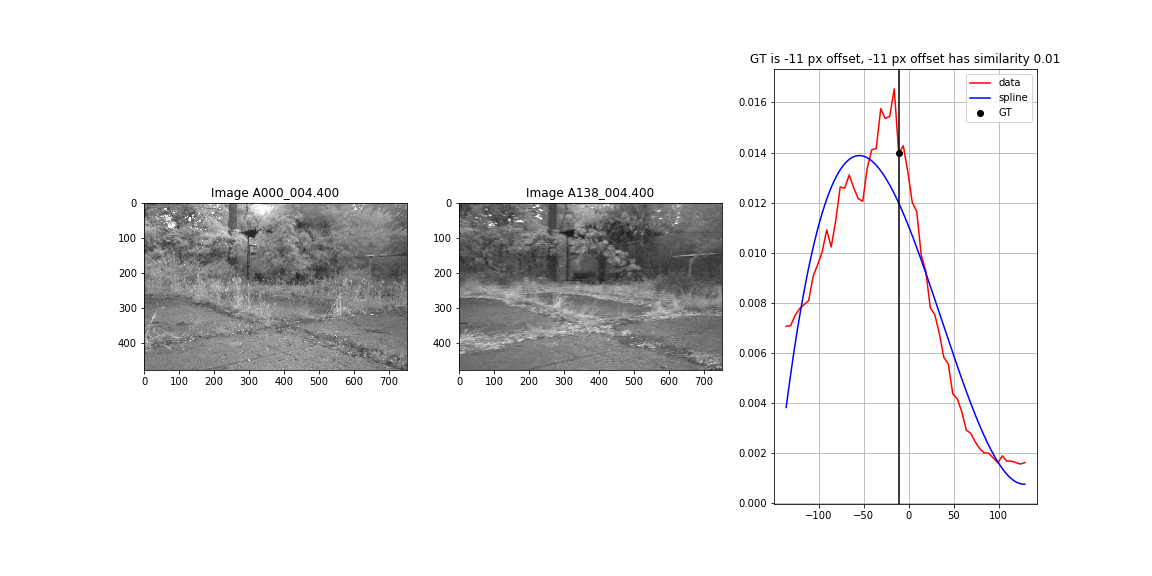 GT is -11 px offset, -11 px offset has similarity 0.01
Image A000_004.400
Image A138_004.400
data
spline
GT
0
100
200
300
400
0 100 200 300 400 500 600 700
0
100
200
300
400
0 100 200 300 400 500 600 700
0.016
0.014
0.012
0.010
0.008
0.006
0.004
0.002
0.000
−100 −50 0 50 100